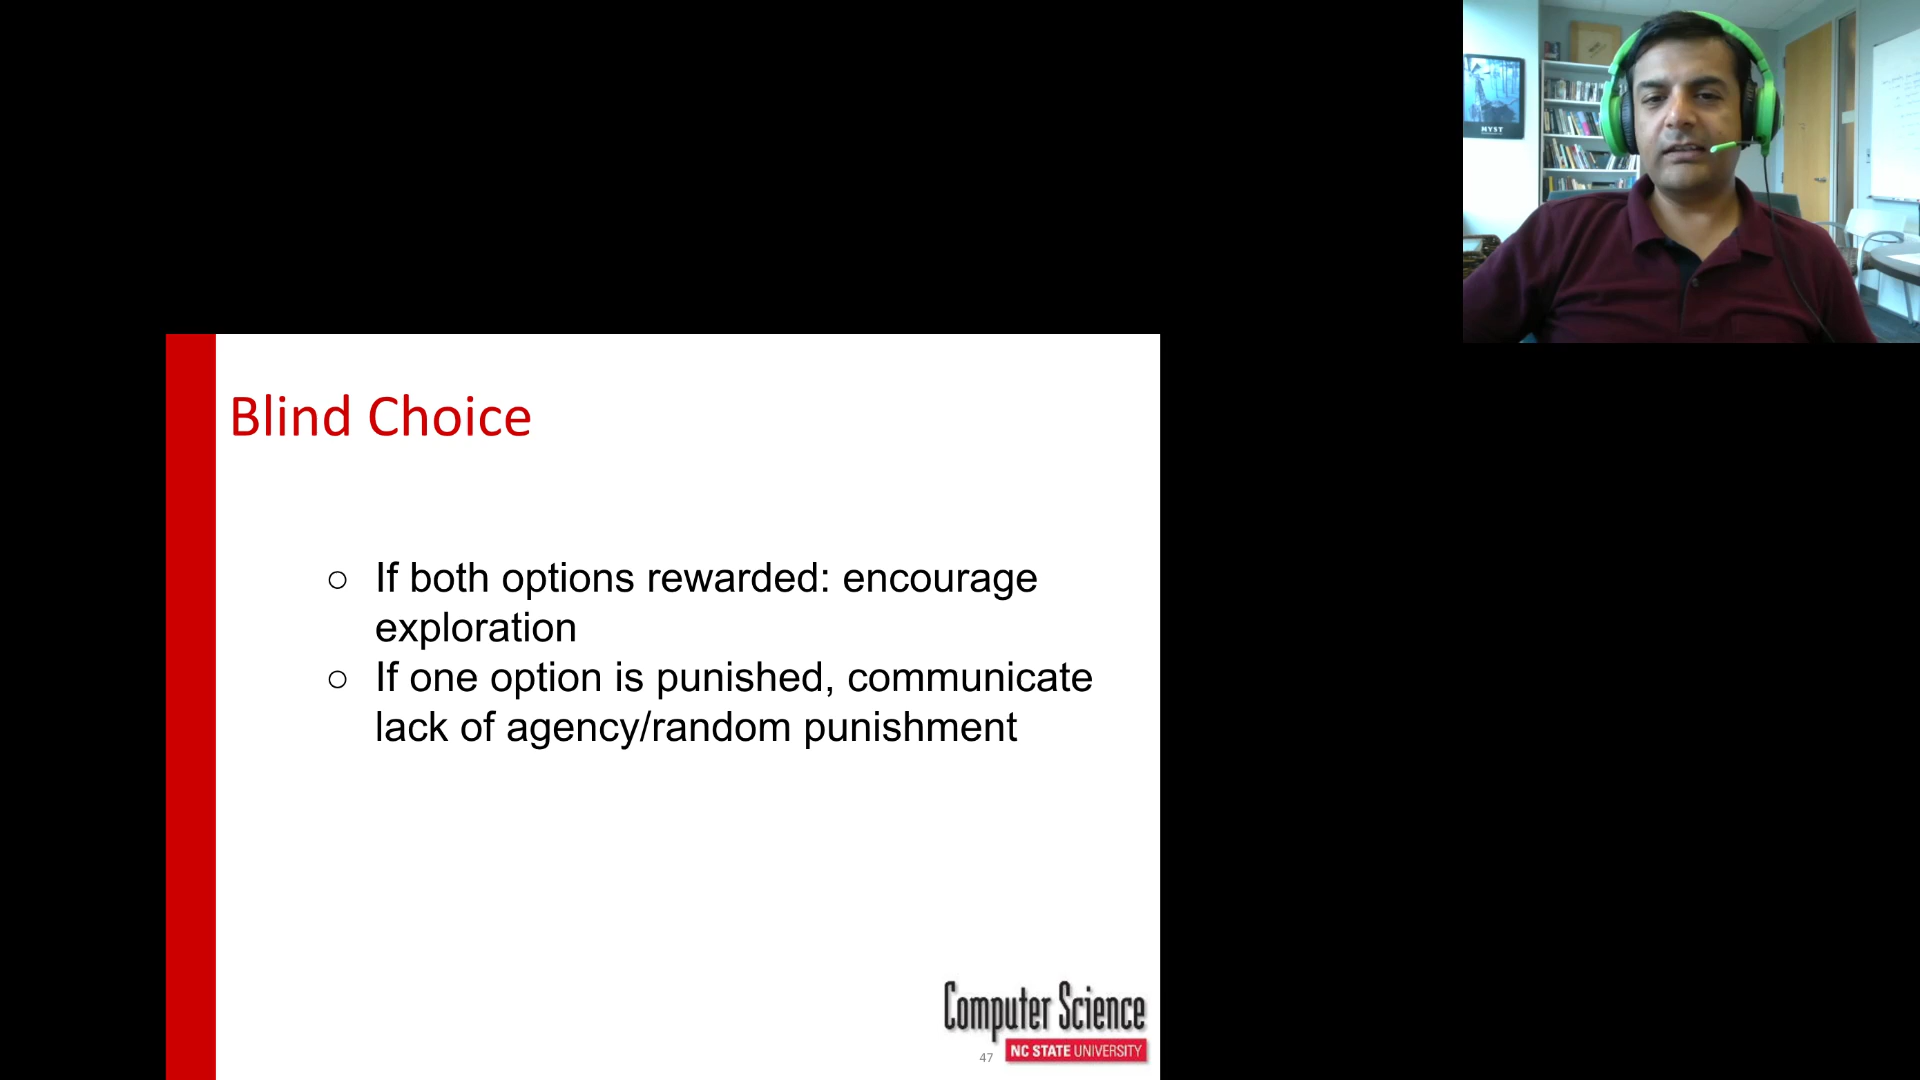 MYST
Blind Choice
○ If both options rewarded: encourage
exploration
○ If one option is punished, communicate
lack of agency/random punishment
Computer Science
47
NC STATE UNIVERSITY